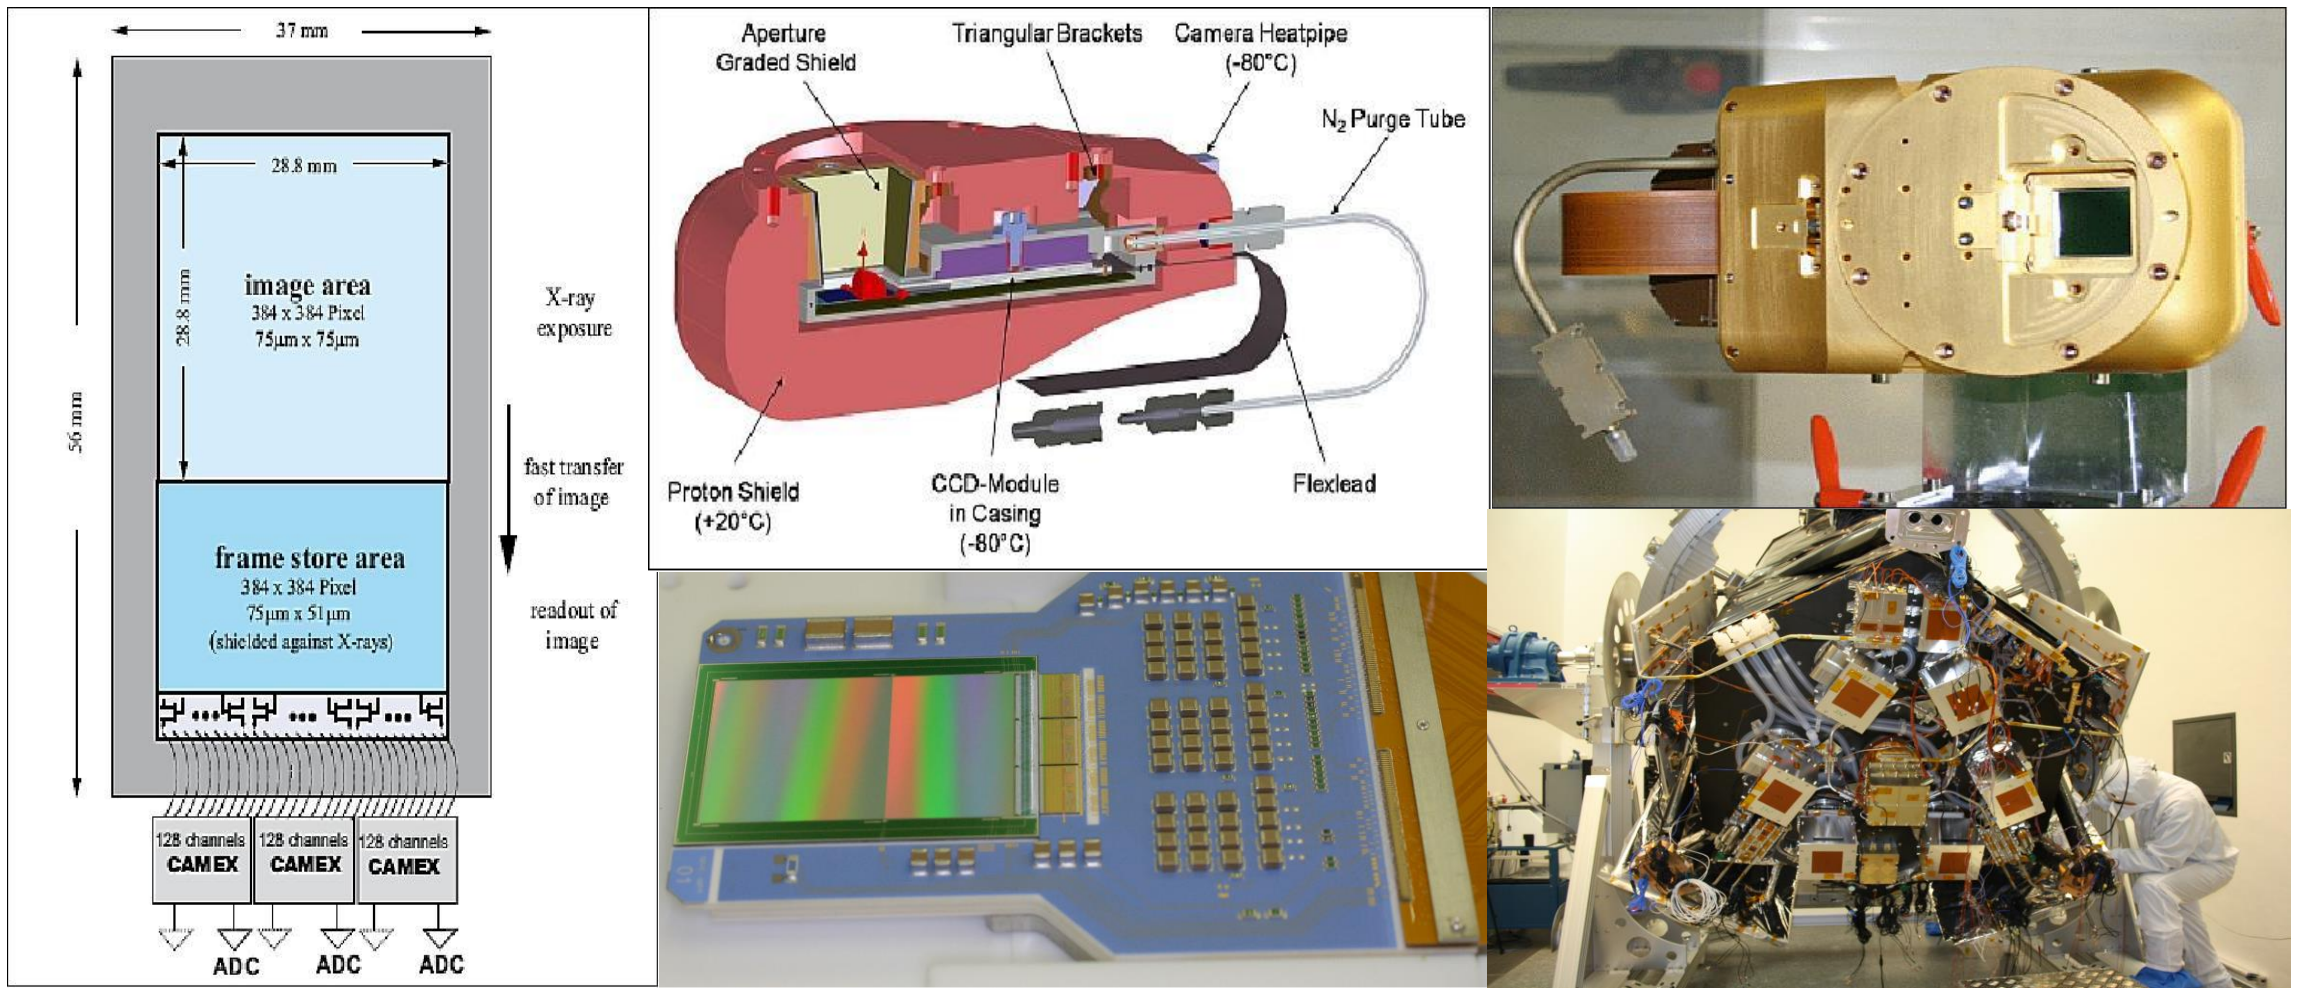 37 mm
56 mm
28.8 mm
28.8 mm
image area
384 x 384 Pixel
75µm x 75µm
X-ray
exposure
fast transfer
of image
frame store area
384 x 384 Pixel
75µm x 51µm
(shielded against X-rays)
readout of
image
128 channels
CAMEX
128 channels
CAMEX
128 channels
CAMEX
ADC
ADC
ADC
Aperture
Graded Shield
Triangular Brackets
Camera Heatpipe
(-80°C)
N₂ Purge Tube
Proton Shield
(+20°C)
CCD-Module
in Casing
(-80°C)
Flexlead
01